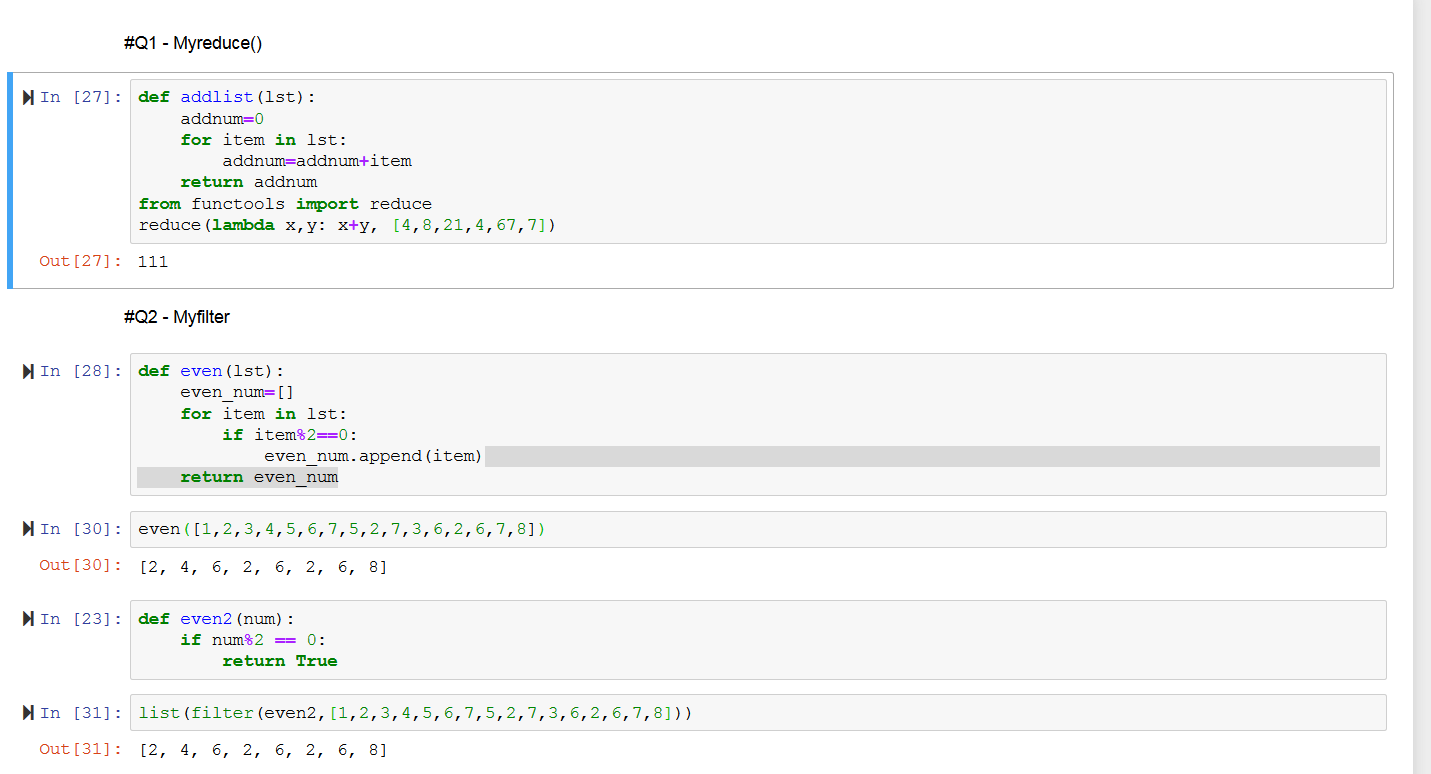 #Q1 - Myreduce()
In [27]: def addlist(lst):
    addnum=0
    for item in lst:
        addnum=addnum+item
    return addnum
from functools import reduce
reduce(lambda x,y: x+y, [4,8,21,4,67,7])
Out[27]: 111
#Q2 - Myfilter
In [28]: def even(lst):
    even_num=[]
    for item in lst:
        if item%2==0:
            even_num.append(item)
    return even_num
In [30]: even([1,2,3,4,5,6,7,5,2,7,3,6,2,6,7,8])
Out[30]: [2, 4, 6, 2, 6, 2, 6, 8]
In [23]: def even2(num):
    if num%2 == 0:
        return True
In [31]: list(filter(even2,[1,2,3,4,5,6,7,5,2,7,3,6,2,6,7,8]))
Out[31]: [2, 4, 6, 2, 6, 2, 6, 8]